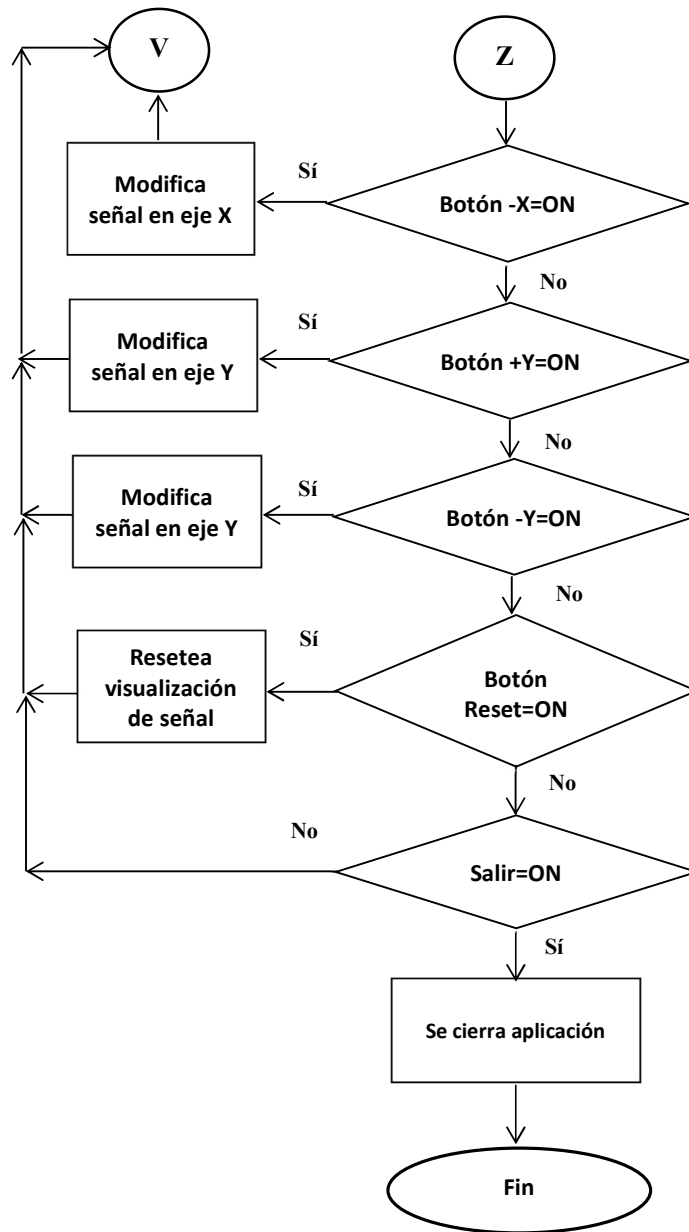 V
Z
Sí
Modifica
señal en eje X
Botón -X=ON
No
Sí
Modifica
señal en eje Y
Botón +Y=ON
No
Sí
Modifica
señal en eje Y
Botón -Y=ON
No
Sí
Resetea
visualización
de señal
Botón
Reset=ON
No
No
Salir=ON
Sí
Se cierra aplicación
Fin